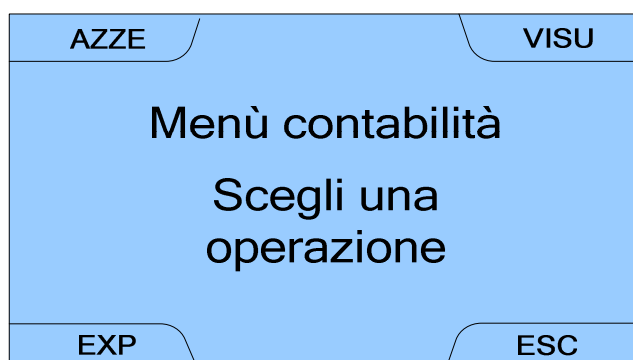 AZZE VISU
Menù contabilità
Scegli una
operazione
EXP ESC